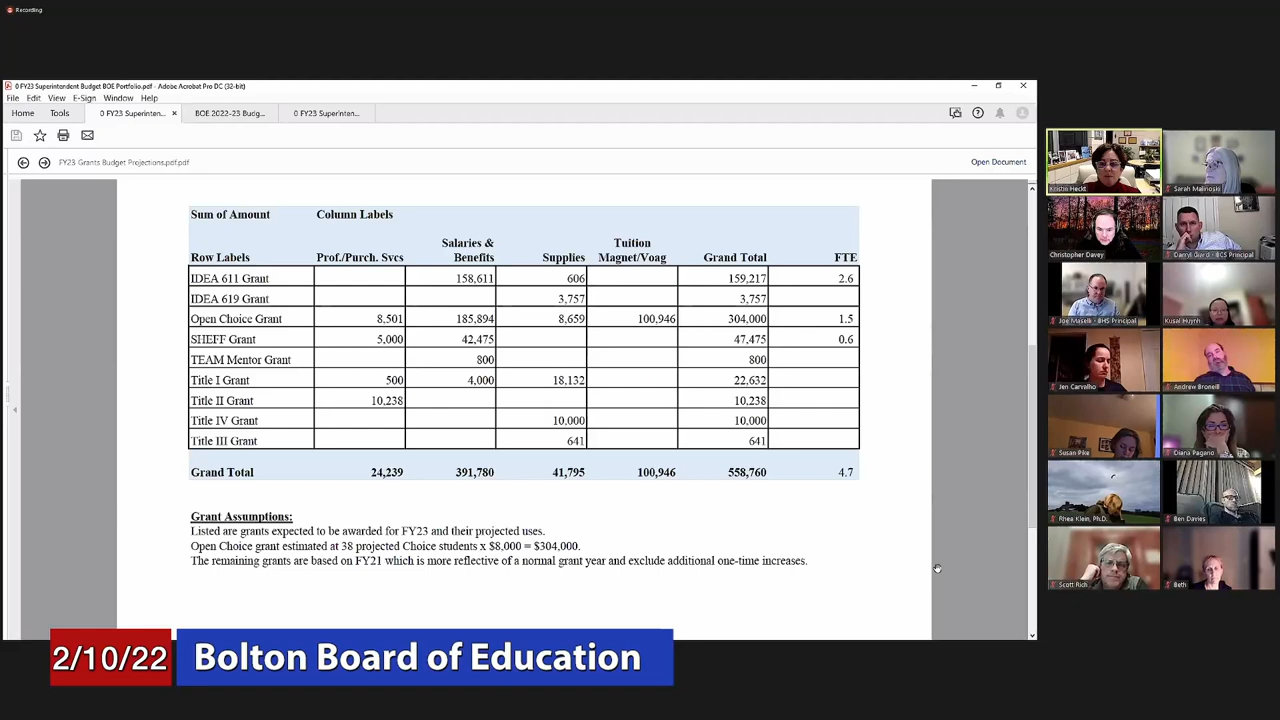 Recording
0 FY23 Superintendent Budget BOE Portfolio.pdf - Adobe Acrobat Pro DC (32-bit)
File Edit View E-Sign Window Help
Home Tools 0 FY23 Superinten... × BOE 2022-23 Budg... 0 FY23 Superinten...
FY23 Grants Budget Projections.pdf.pdf Open Document
Sum of Amount Column Labels
Row Labels Prof./Purch. Svcs Salaries & Benefits Supplies Tuition Magnet/Voag Grand Total FTE
IDEA 611 Grant 158,611 606 159,217 2.6
IDEA 619 Grant 3,757 3,757
Open Choice Grant 8,501 185,894 8,659 100,946 304,000 1.5
SHEFF Grant 5,000 42,475 47,475 0.6
TEAM Mentor Grant 800 800
Title I Grant 500 4,000 18,132 22,632
Title II Grant 10,238 10,238
Title IV Grant 10,000 10,000
Title III Grant 641 641
Grand Total 24,239 391,780 41,795 100,946 558,760 4.7
Grant Assumptions:
Listed are grants expected to be awarded for FY23 and their projected uses.
Open Choice grant estimated at 38 projected Choice students x $8,000 = $304,000.
The remaining grants are based on FY21 which is more reflective of a normal grant year and exclude additional one-time increases.
Kristin Heckt
Sarah Malinoski
Christopher Davey
Darryl Giard - BCS Principal
Joe Maselli - BHS Principal
Kusal Huynh
Jen Carvalho
Andrew Broneill
Susan Pike
Diana Pagano
Rhea Klein, Ph.D.
Ben Davies
Scott Rich
Beth
2/10/22 Bolton Board of Education